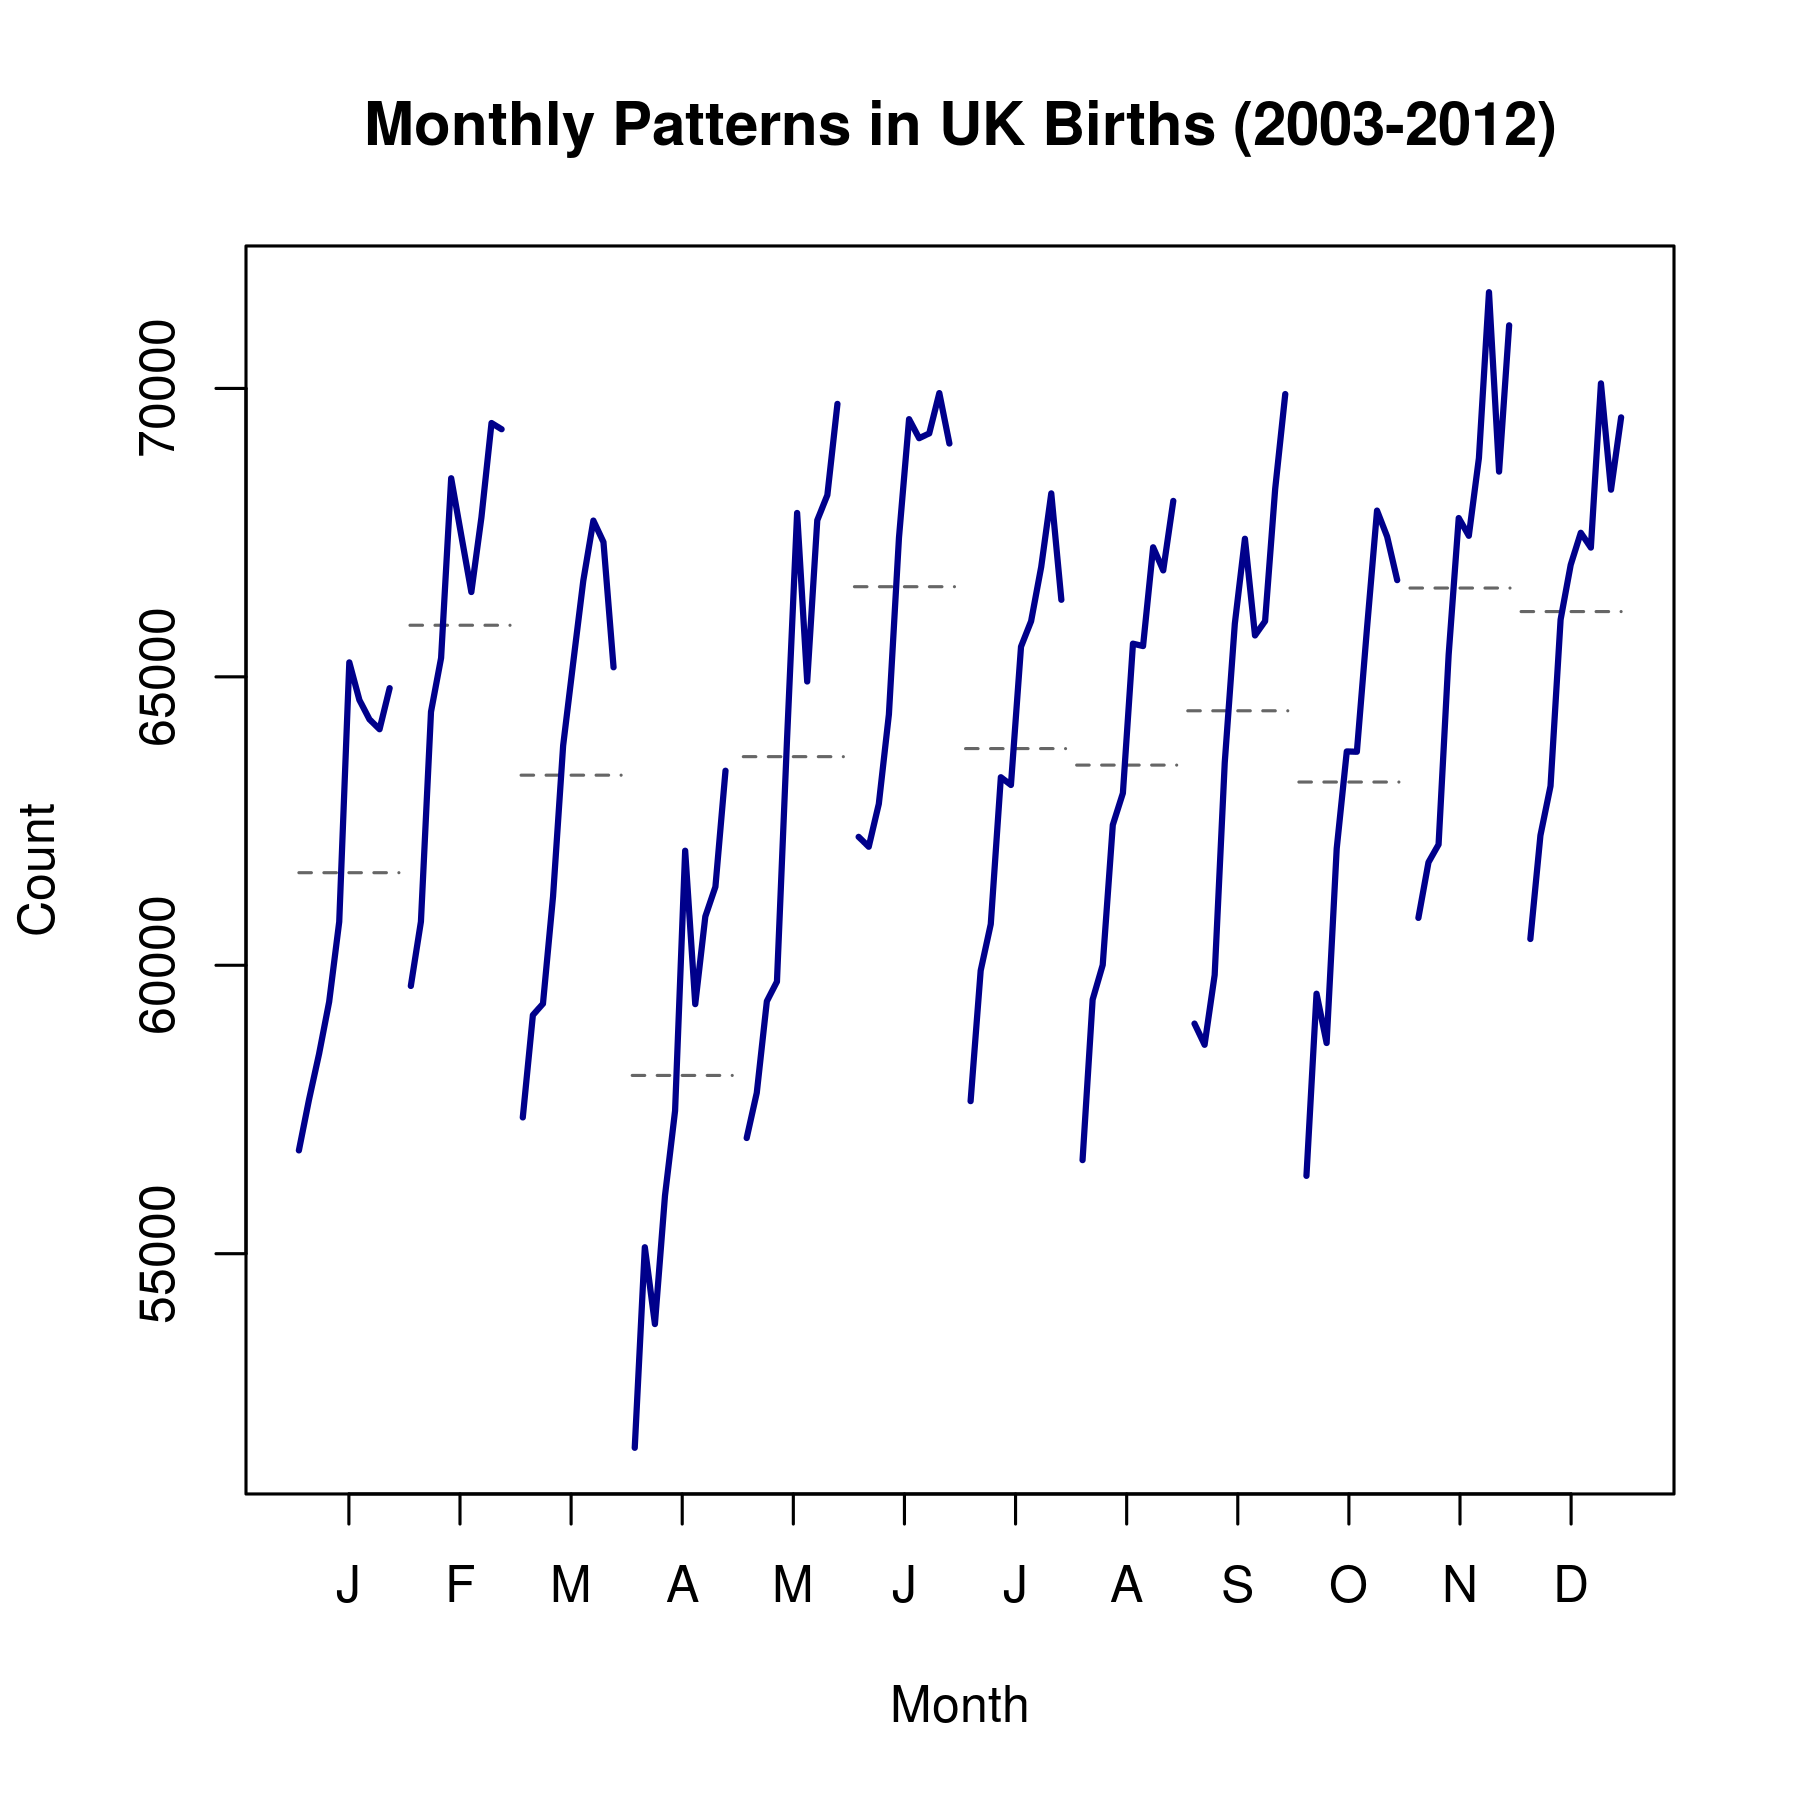 Monthly Patterns in UK Births (2003-2012)
Count
70000
65000
60000
55000
J F M A M J J A S O N D
Month